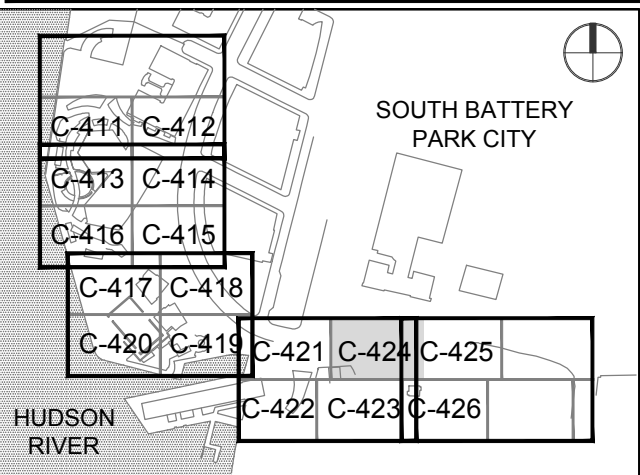 SOUTH BATTERY
PARK CITY
C-411 C-412
C-413 C-414
C-416 C-415
C-417 C-418
C-420 C-419
C-421 C-424 C-425
C-422 C-423 C-426
HUDSON
RIVER